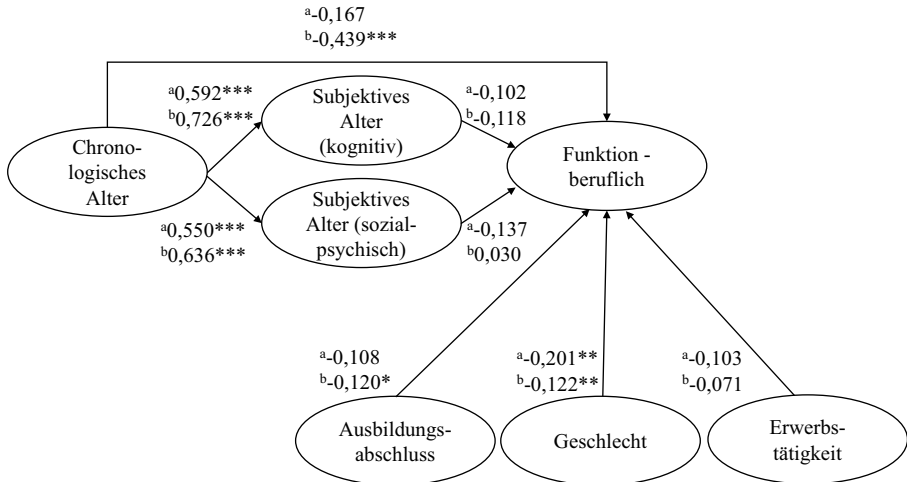 ᵃ-0,167
ᵇ-0,439***
ᵃ0,592***
ᵇ0,726***
Subjektives
Alter
(kognitiv)
ᵃ-0,102
ᵇ-0,118
Chrono-
logisches
Alter
Funktion -
beruflich
ᵃ0,550***
ᵇ0,636***
Subjektives
Alter (sozial-
psychisch)
ᵃ-0,137
ᵇ0,030
ᵃ-0,108
ᵇ-0,120*
ᵃ-0,201**
ᵇ-0,122**
ᵃ-0,103
ᵇ-0,071
Ausbildungs-
abschluss
Geschlecht
Erwerbs-
tätigkeit